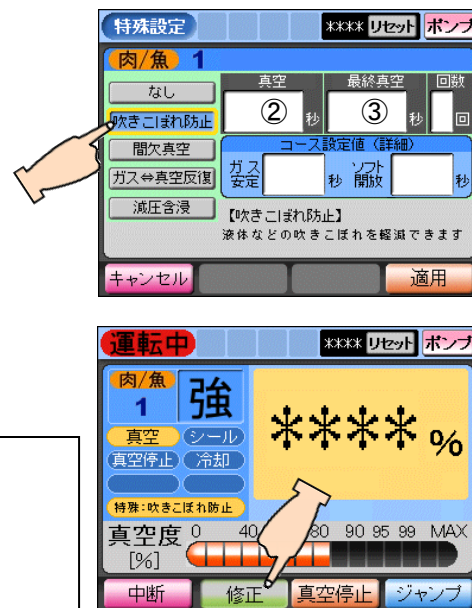 特殊設定 **** リセット ポンプ
肉/魚 1
なし
吹きこぼれ防止
間欠真空
ガス⇔真空反復
減圧含浸
真空 最終真空 回数
② 秒 ③ 秒 回
コース設定値（詳細）
ガス安定 秒 ソフト開放 秒
【吹きこぼれ防止】
液体などの吹きこぼれを軽減できます
キャンセル 適用
運転中 **** リセット ポンプ
肉/魚
1 強
真空 シール
真空停止 冷却
特殊:吹きこぼれ防止
****%
真空度 0 40 80 90 95 99 MAX
[%]
中断 修正 真空停止 ジャンプ